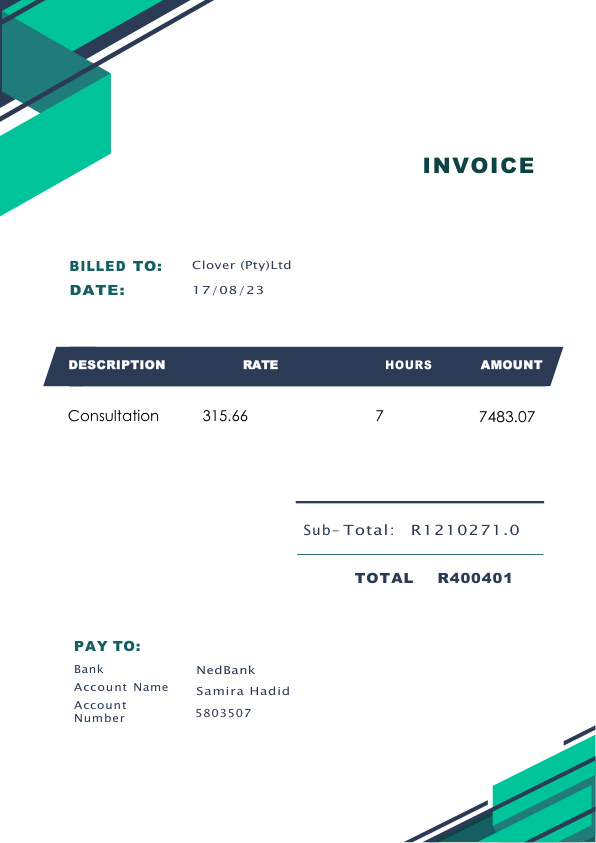 INVOICE
BILLED TO: Clover (Pty)Ltd
DATE: 17/08/23
DESCRIPTION RATE HOURS AMOUNT
Consultation 315.66 7 7483.07
Sub-Total: R1210271.0
TOTAL R400401
PAY TO:
Bank NedBank
Account Name Samira Hadid
Account
Number 5803507